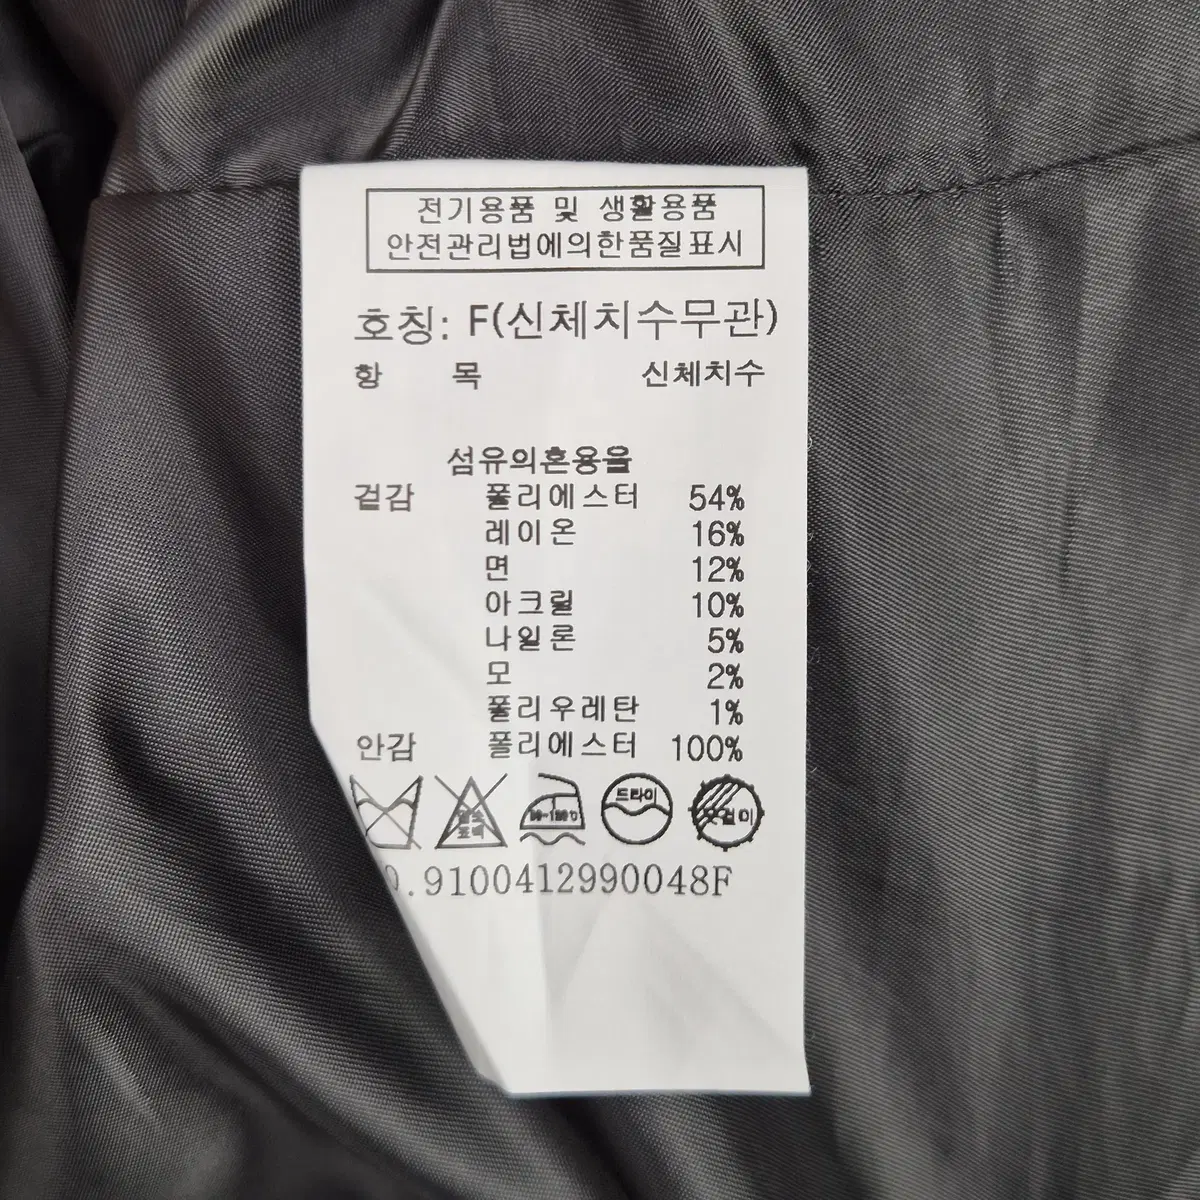 전기용품 및 생활용품
안전관리법에의한품질표시
호칭: F(신체치수무관)
항 목 신체치수
섬유의혼용율
겉감 폴리에스터 54%
레이온 16%
면 12%
아크릴 10%
나일론 5%
모 2%
폴리우레탄 1%
안감 폴리에스터 100%
드라이
.9100412990048F